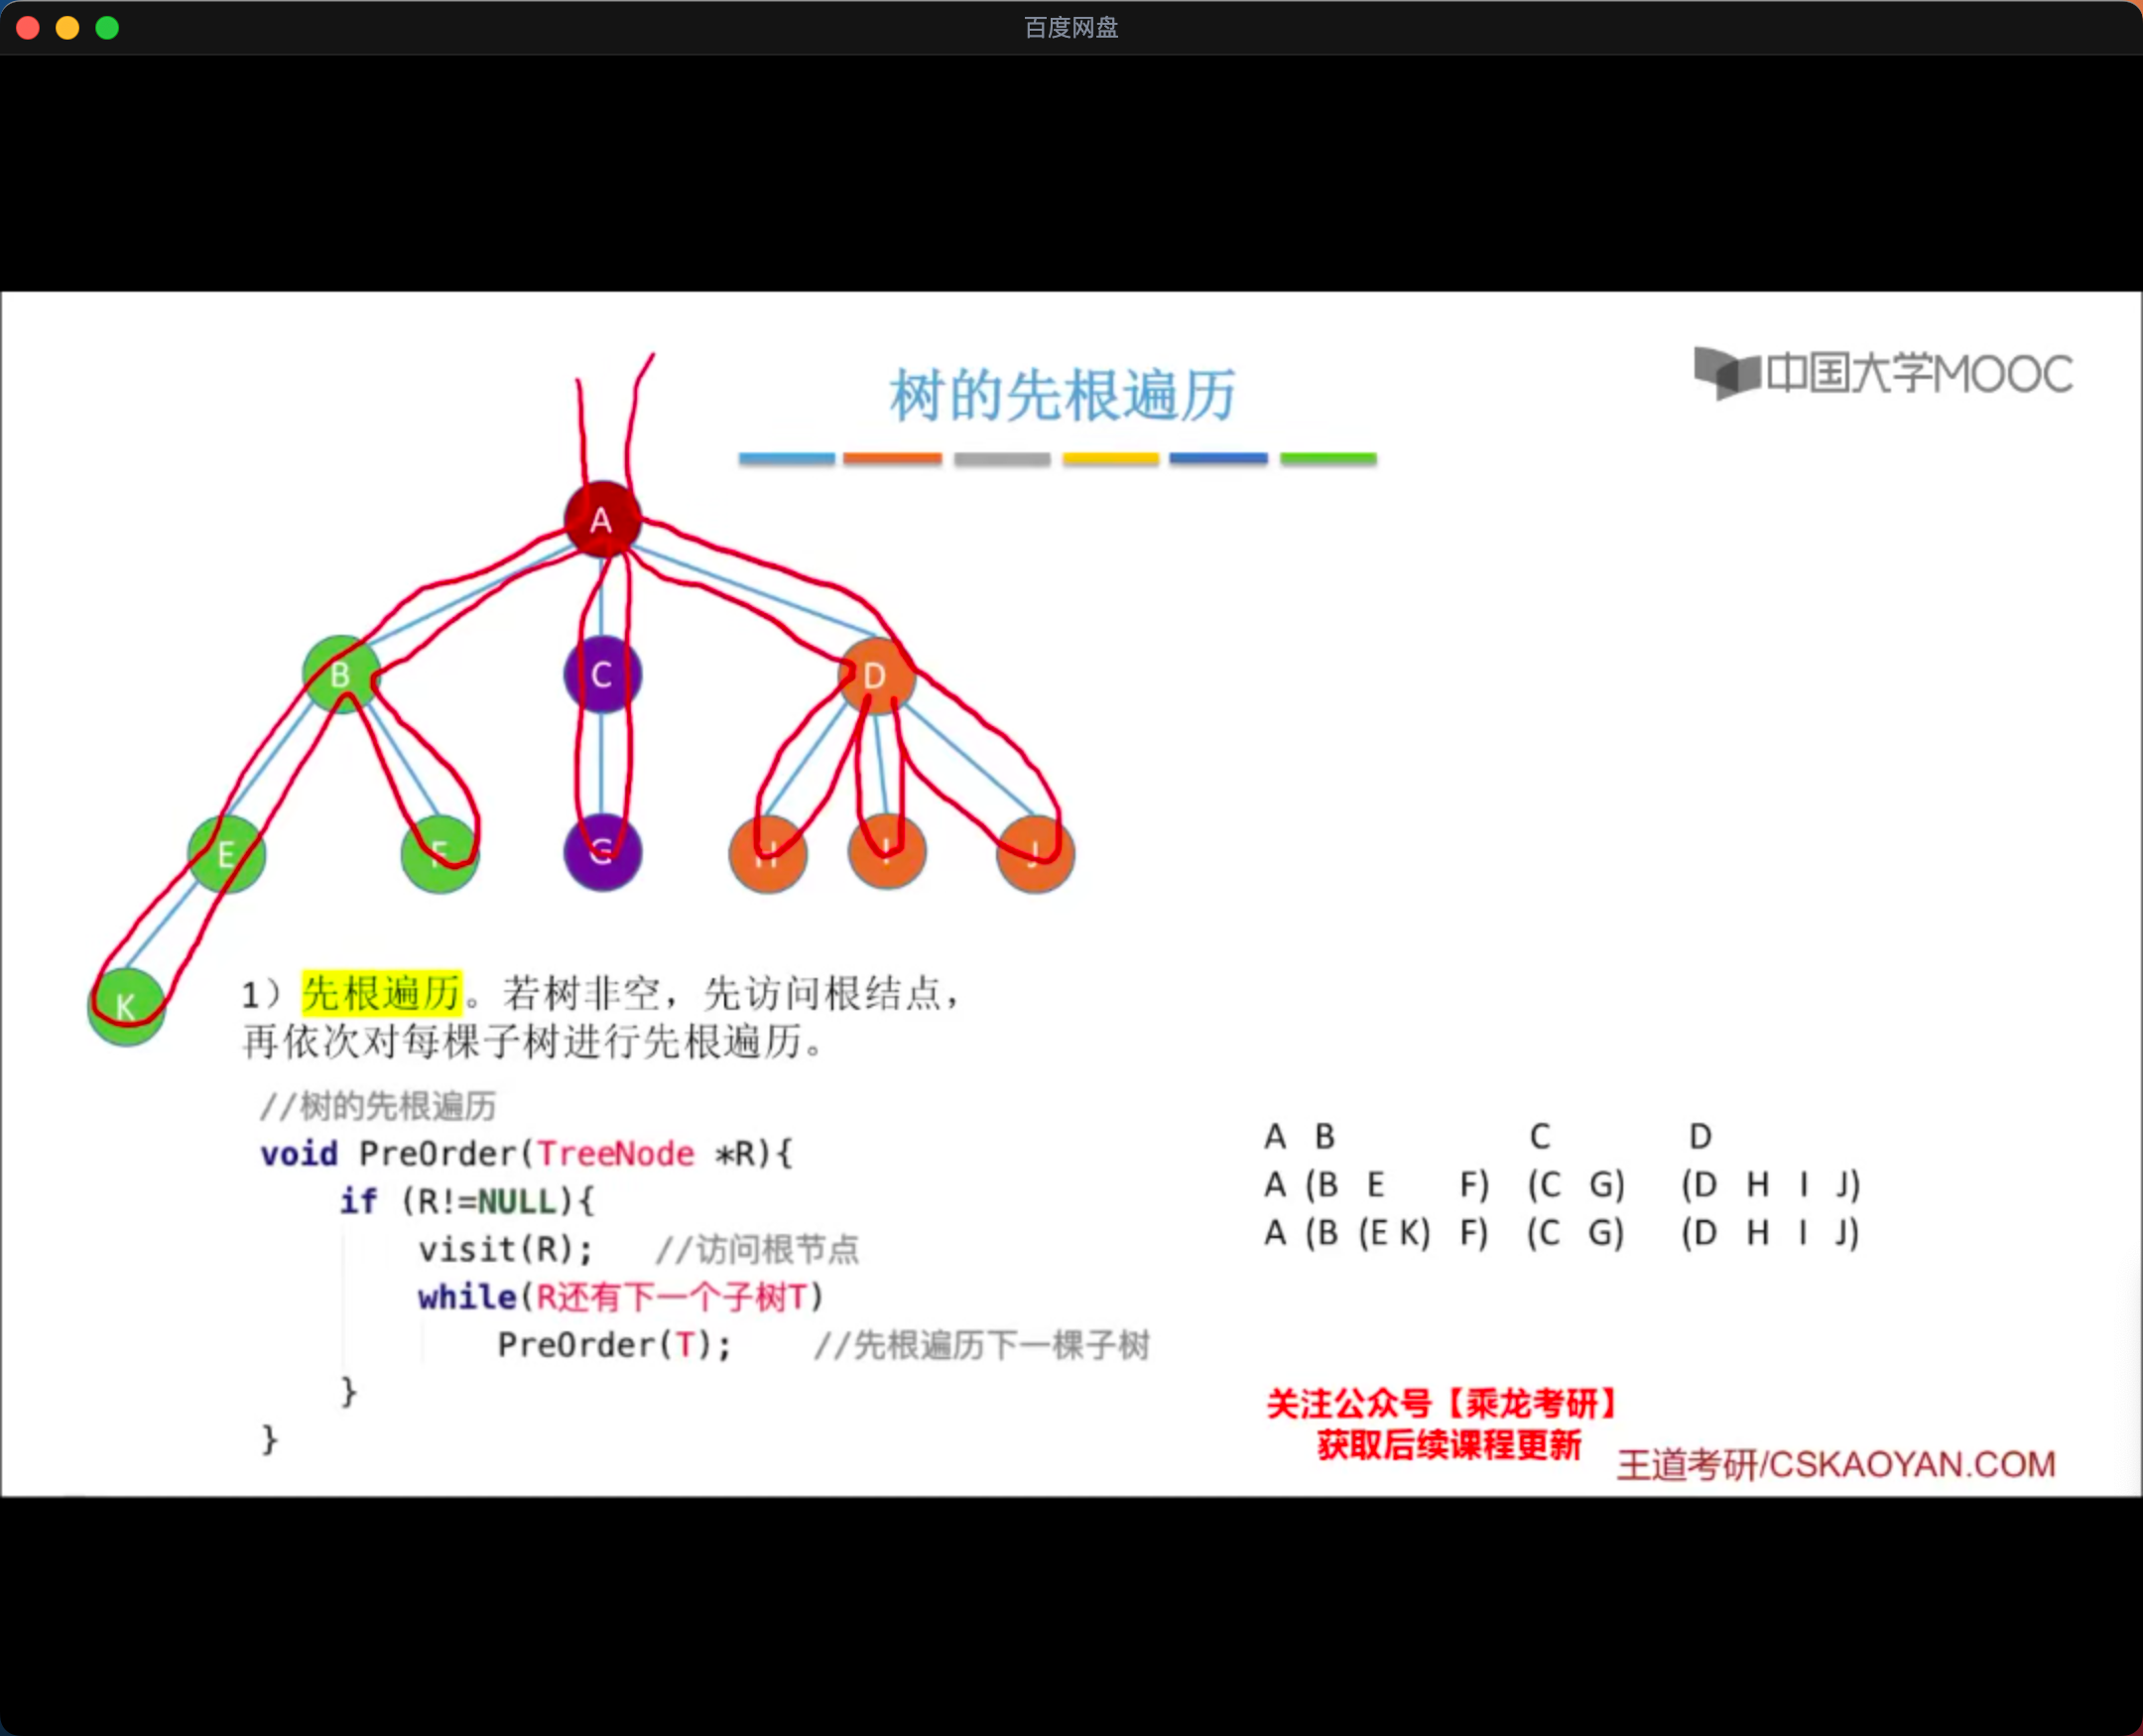 百度网盘
树的先根遍历
中国大学MOOC
A
B
C
D
E
F
G
H
I
J
K
1）先根遍历。若树非空，先访问根结点，
再依次对每棵子树进行先根遍历。
//树的先根遍历
void PreOrder(TreeNode *R){
if (R!=NULL){
visit(R); //访问根节点
while(R还有下一个子树T)
PreOrder(T); //先根遍历下一棵子树
}
}
A B C D
A (B E F) (C G) (D H I J)
A (B (E K) F) (C G) (D H I J)
关注公众号【乘龙考研】
获取后续课程更新
王道考研/CSKAOYAN.COM